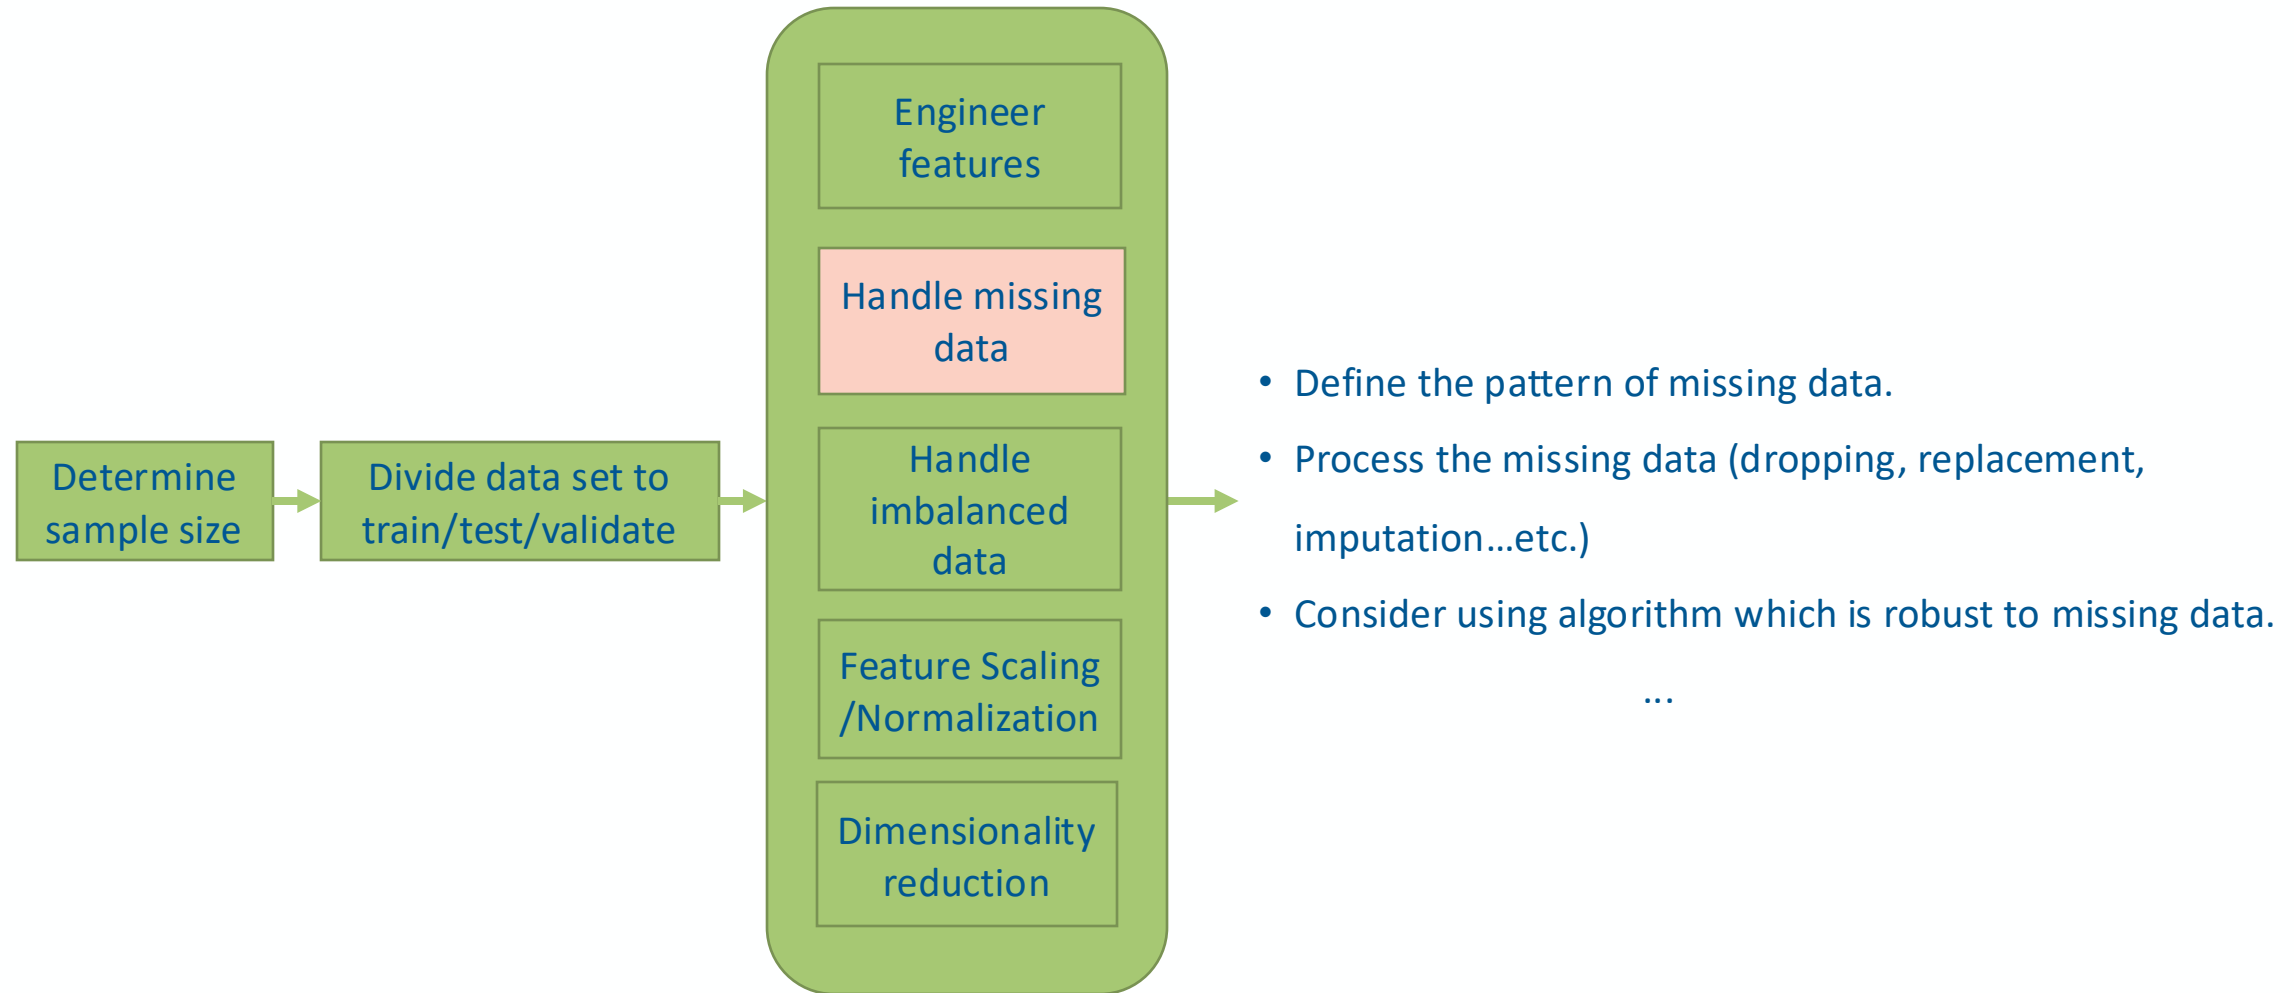 Determine
sample size
Divide data set to
train/test/validate
Engineer
features
Handle missing
data
Handle
imbalanced
data
Feature Scaling
/Normalization
Dimensionality
reduction
• Define the pattern of missing data.
• Process the missing data (dropping, replacement,
imputation...etc.)
• Consider using algorithm which is robust to missing data.
...